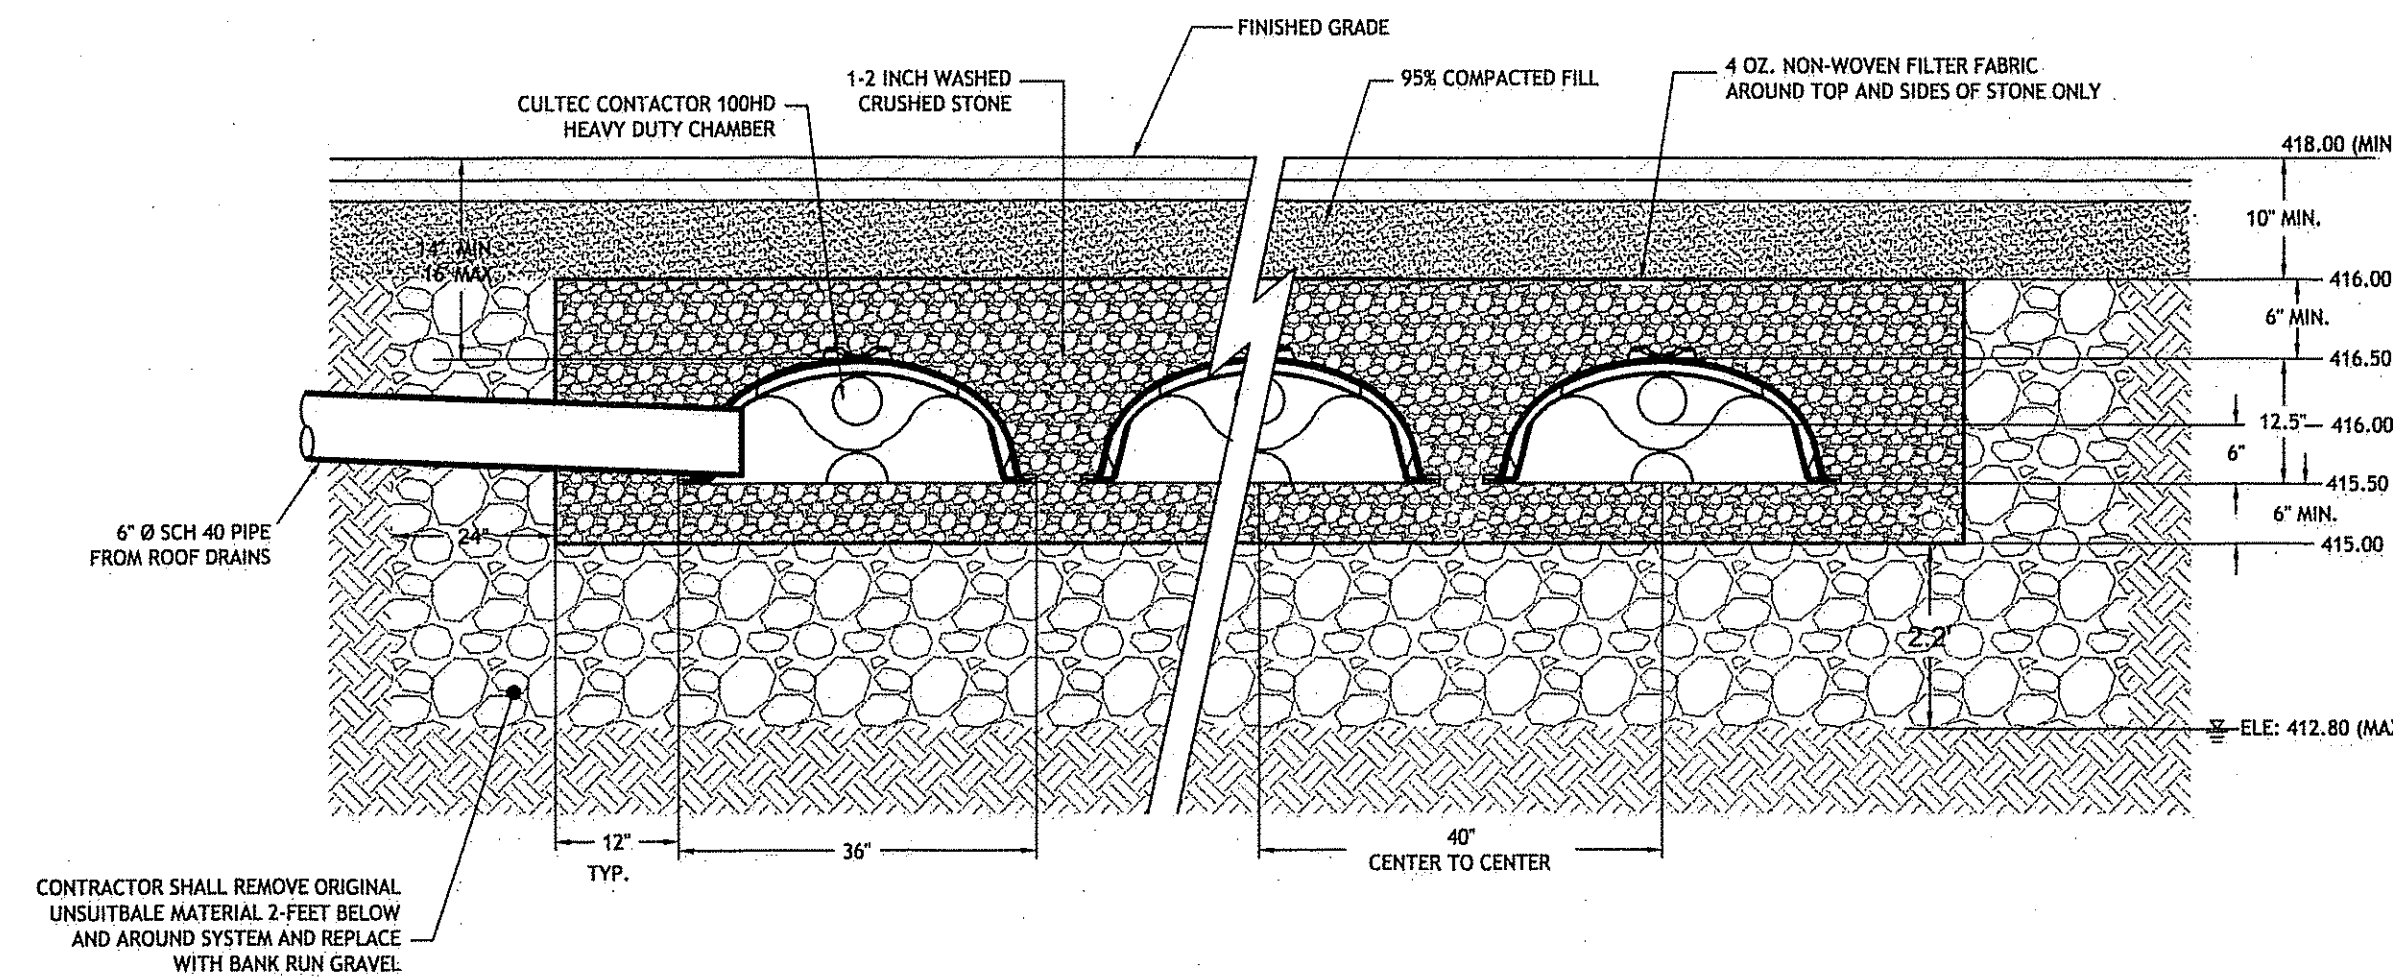 FINISHED GRADE
1-2 INCH WASHED
CRUSHED STONE
95% COMPACTED FILL
4 OZ. NON-WOVEN FILTER FABRIC
AROUND TOP AND SIDES OF STONE ONLY
CULTEC CONTACTOR 100HD
HEAVY DUTY CHAMBER
418.00 (MIN
10" MIN.
14" MIN.
16' MAX.
416.00
6" MIN.
416.50
12.5"
416.00
6"
415.50
6" MIN.
415.00
6" Ø SCH 40 PIPE
FROM ROOF DRAINS
24"
2.2'
ELE: 412.80 (MAX
12"
TYP.
36"
40"
CENTER TO CENTER
CONTRACTOR SHALL REMOVE ORIGINAL
UNSUITBALE MATERIAL 2-FEET BELOW
AND AROUND SYSTEM AND REPLACE
WITH BANK RUN GRAVEL